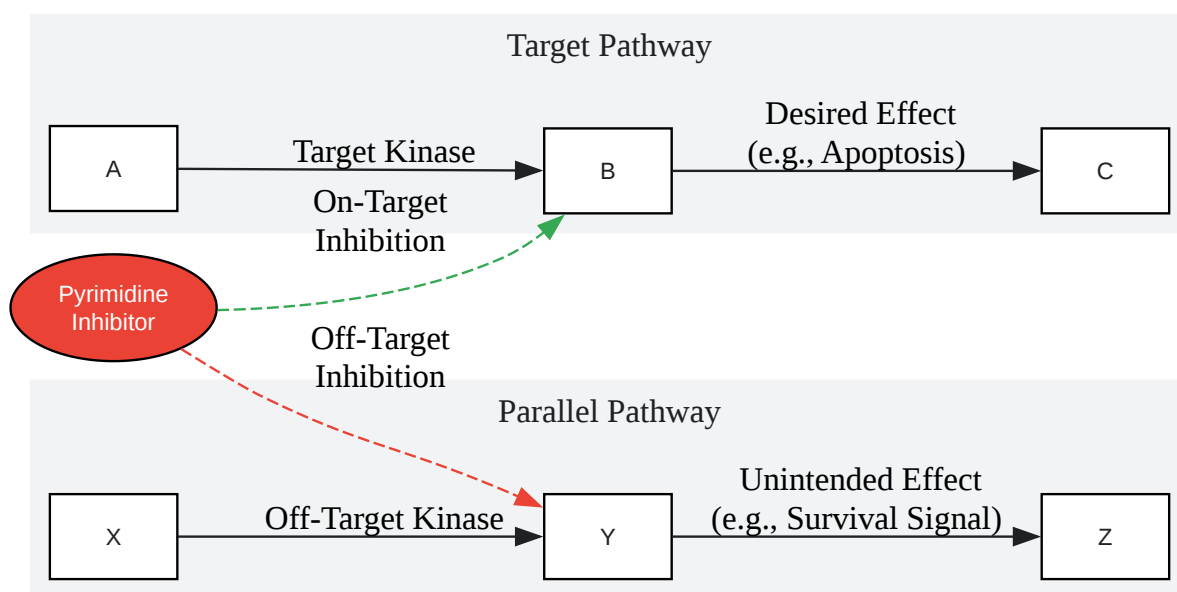 Target Pathway
Desired Effect
(e.g., Apoptosis)
Target Kinase
A
B
C
On-Target
Inhibition
Pyrimidine
Inhibitor
Off-Target
Inhibition
Parallel Pathway
Unintended Effect
(e.g., Survival Signal)
Off-Target Kinase
X
Y
Z